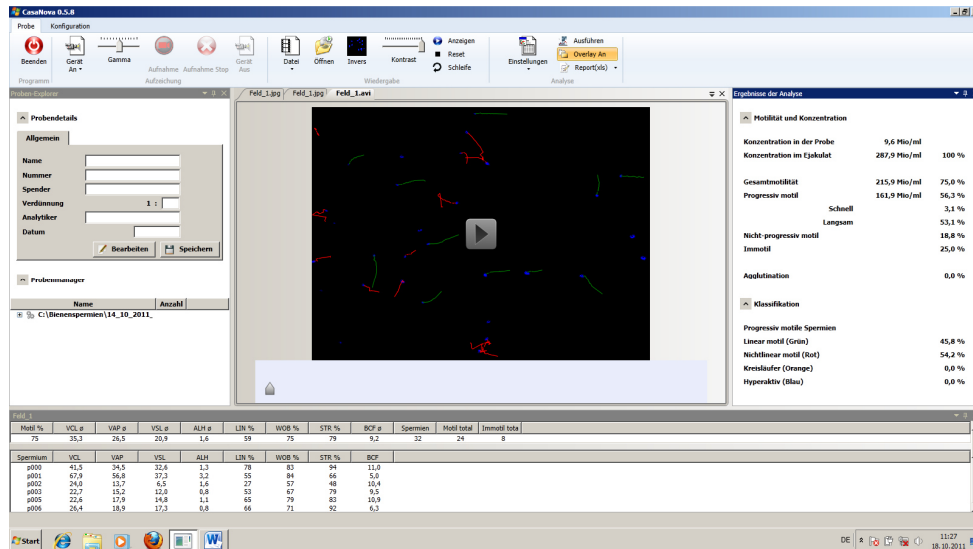 CasaNova 0.5.8
Probe Konfiguration
Beenden Gerät An Gamma Aufnahme Aufnahme Stop Gerät Aus Datei Öffnen Invers Kontrast Anzeigen Reset Schleife Einstellungen Ausführen Overlay An Report(xls)
Programm Aufzeichung Wiedergabe Analyse
Proben-Explorer
Probendetails
Allgemein
Name
Nummer
Spender
Verdünnung 1 :
Analytiker
Datum
Bearbeiten Speichern
Probenmanager
Name Anzahl
C:\Bienenspermien\14_10_2011_
Feld_1.jpg Feld_1.jpg Feld_1.avi
Ergebnisse der Analyse
Motilität und Konzentration
Konzentration in der Probe 9,6 Mio/ml
Konzentration im Ejakulat 287,9 Mio/ml 100 %
Gesamtmotilität 215,9 Mio/ml 75,0 %
Progressiv motil 161,9 Mio/ml 56,3 %
Schnell 3,1 %
Langsam 53,1 %
Nicht-progressiv motil 18,8 %
Immotil 25,0 %
Agglutination 0,0 %
Klassifikation
Progressiv motile Spermien
Linear motil (Grün) 45,8 %
Nichtlinear motil (Rot) 54,2 %
Kreisläufer (Orange) 0,0 %
Hyperaktiv (Blau) 0,0 %
Feld_1
Motil % VCL ø VAP ø VSL ø ALH ø LIN % WOB % STR % BCF ø Spermien Motil total Immotil tota
75 35,3 26,5 20,9 1,6 59 75 79 9,2 32 24 8
Spermium VCL VAP VSL ALH LIN % WOB % STR % BCF
p000 41,5 34,5 32,6 1,3 78 83 94 11,0
p001 67,9 56,8 37,3 3,2 55 84 66 5,0
p002 24,0 13,7 6,5 1,6 27 57 48 10,4
p003 22,7 15,2 12,0 0,8 53 67 79 9,5
p005 22,6 17,9 14,8 1,1 65 79 83 10,9
p006 26,4 18,9 17,3 0,8 66 71 92 6,3
Start DE 11:27
18.10.2011